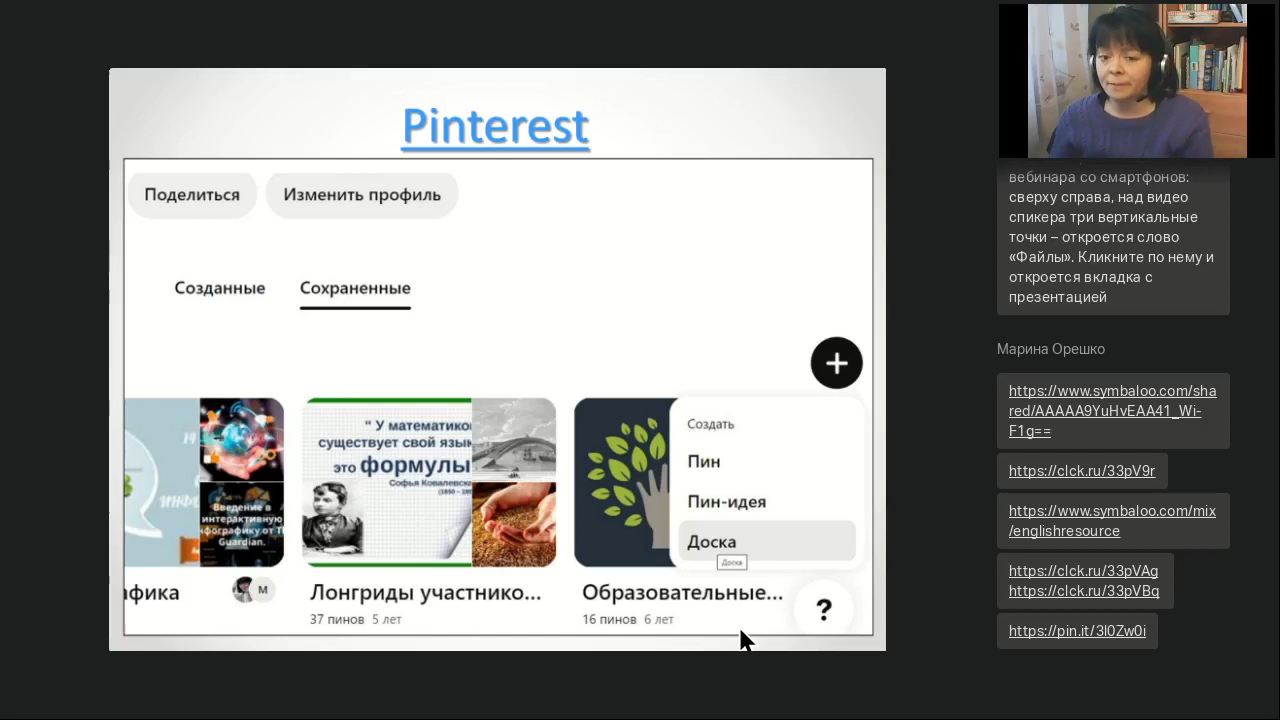 Pinterest
Поделиться
Изменить профиль
Созданные
Сохраненные
“ У математиков
существует свой язык
это формулы
Софья Ковалевская
Введение в
интерактивную
инфографику от The
Guardian.
Создать
Пин
Пин-идея
Доска
Доска
М
Лонгриды участнико...
37 пинов 5 лет
Образовательные...
16 пинов 6 лет
?
вебинара со смартфонов:
сверху справа, над видео
спикера три вертикальные
точки – откроется слово
«Файлы». Кликните по нему и
откроется вкладка с
презентацией
Марина Орешко
https://www.symbaloo.com/sha
red/AAAAA9YuHvEAA41_Wi-
F1g==
https://clck.ru/33pV9r
https://www.symbaloo.com/mix
/englishresource
https://clck.ru/33pVAg
https://clck.ru/33pVBq
https://pin.it/3l0Zw0i